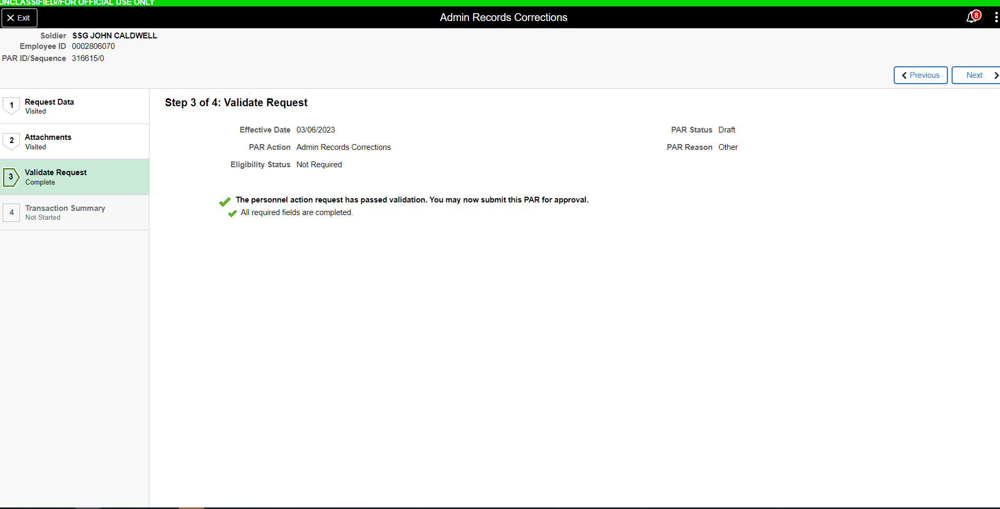 UNCLASSIFIED//FOR OFFICIAL USE ONLY
Exit
Admin Records Corrections
8
Soldier SSG JOHN CALDWELL
Employee ID 0002806070
PAR ID/Sequence 316615/0
Previous
Next
1
Request Data
Visited
2
Attachments
Visited
3
Validate Request
Complete
4
Transaction Summary
Not Started
Step 3 of 4: Validate Request
Effective Date 03/06/2023
PAR Status Draft
PAR Action Admin Records Corrections
PAR Reason Other
Eligibility Status Not Required
The personnel action request has passed validation. You may now submit this PAR for approval.
All required fields are completed.